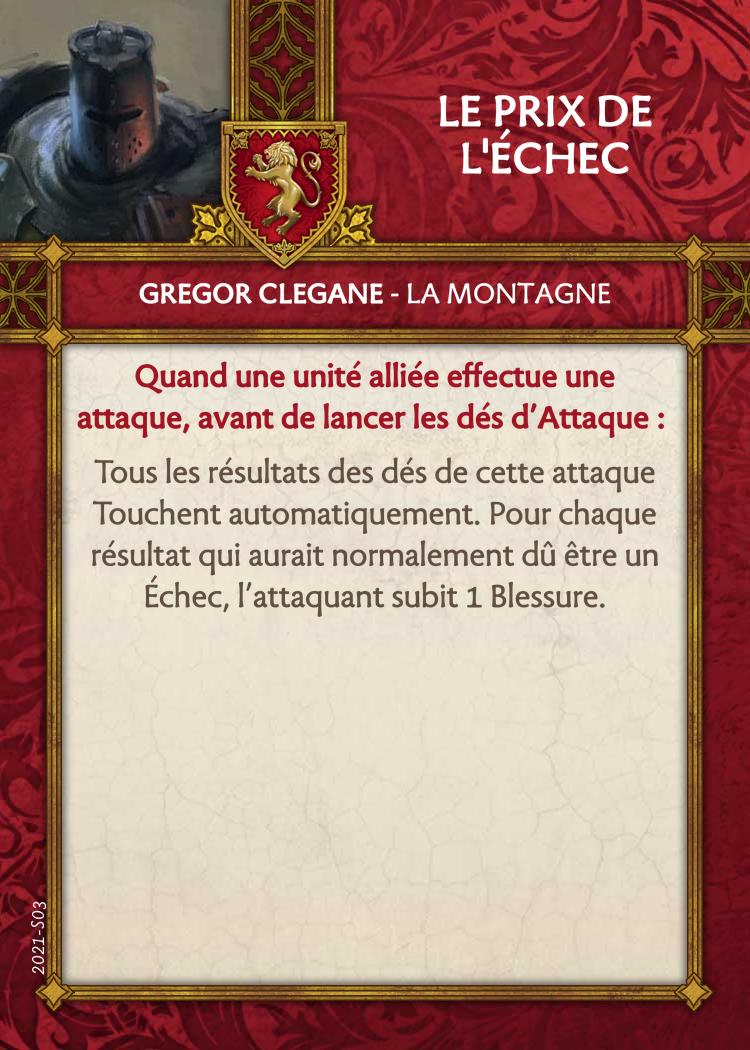 LE PRIX DE
L'ÉCHEC
GREGOR CLEGANE - LA MONTAGNE
Quand une unité alliée effectue une
attaque, avant de lancer les dés d’Attaque :
Tous les résultats des dés de cette attaque
Touchent automatiquement. Pour chaque
résultat qui aurait normalement dû être un
Échec, l’attaquant subit 1 Blessure.
2021-S03